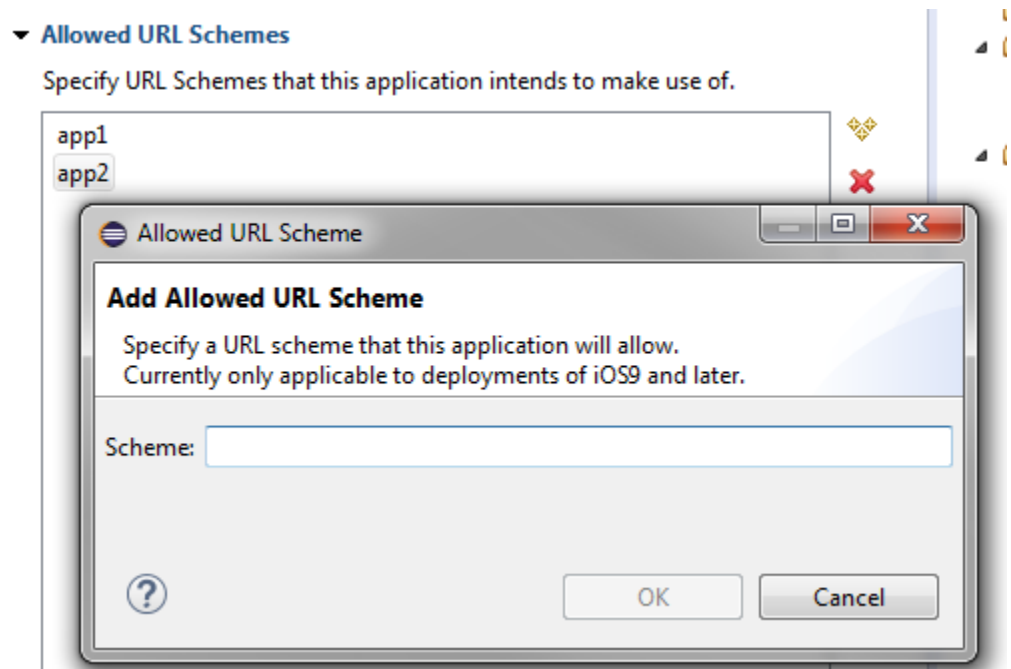 Allowed URL Schemes
Specify URL Schemes that this application intends to make use of.
app1
app2
Allowed URL Scheme
Add Allowed URL Scheme
Specify a URL scheme that this application will allow.
Currently only applicable to deployments of iOS9 and later.
Scheme:
OK
Cancel